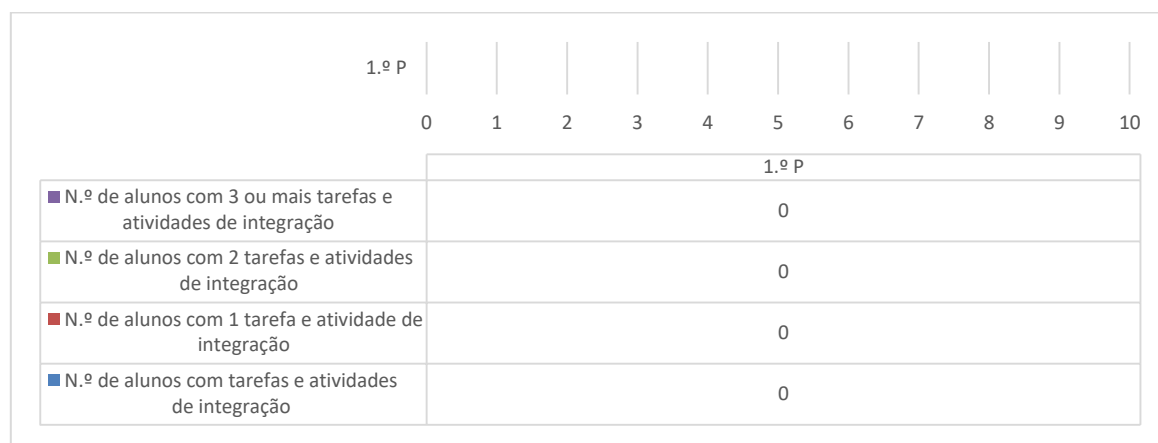 1.º P
0 1 2 3 4 5 6 7 8 9 10
1.º P
N.º de alunos com 3 ou mais tarefas e
atividades de integração
0
N.º de alunos com 2 tarefas e atividades
de integração
0
N.º de alunos com 1 tarefa e atividade de
integração
0
N.º de alunos com tarefas e atividades
de integração
0